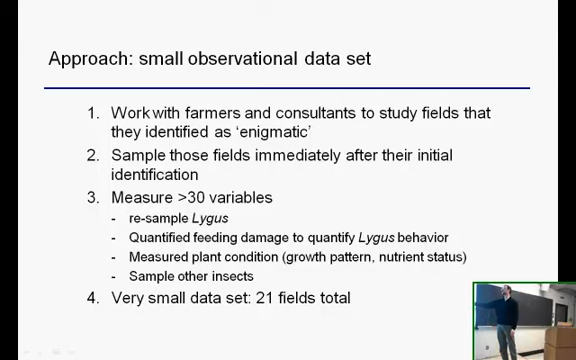 Approach: small observational data set
1. Work with farmers and consultants to study fields that
they identified as 'enigmatic'
2. Sample those fields immediately after their initial
identification
3. Measure >30 variables
- re-sample Lygus
- Quantified feeding damage to quantify Lygus behavior
- Measured plant condition (growth pattern, nutrient status)
- Sample other insects
4. Very small data set: 21 fields total